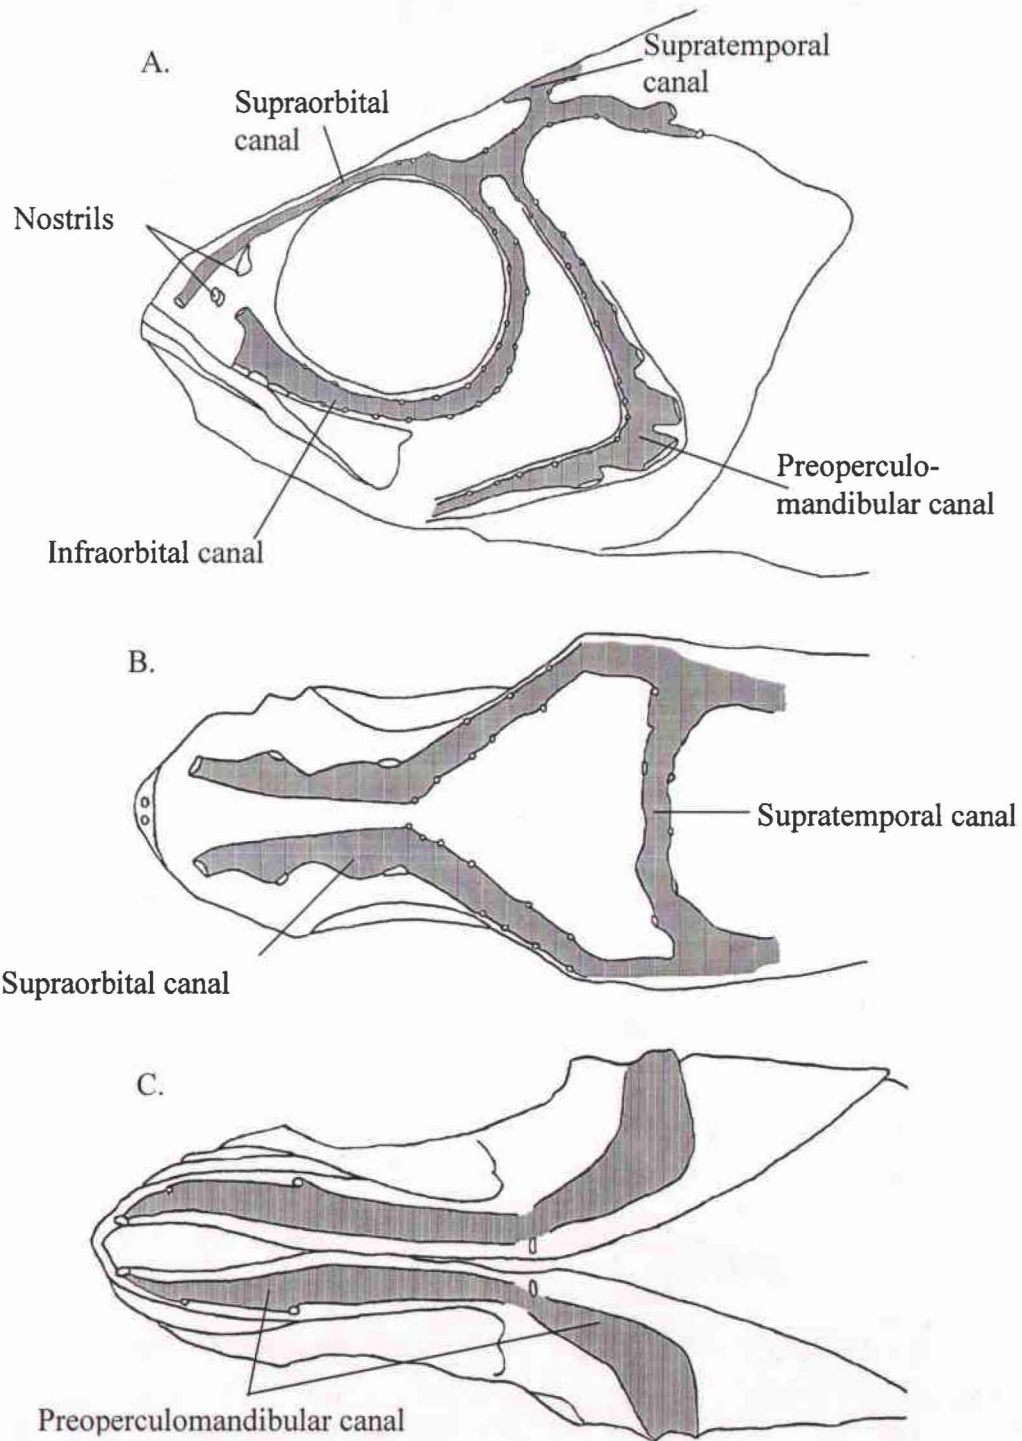 A.
Supratemporal
canal
Supraorbital
canal
Nostrils
Preoperculo-
mandibular canal
Infraorbital canal
B.
Supratemporal canal
Supraorbital canal
C.
Preoperculomandibular canal